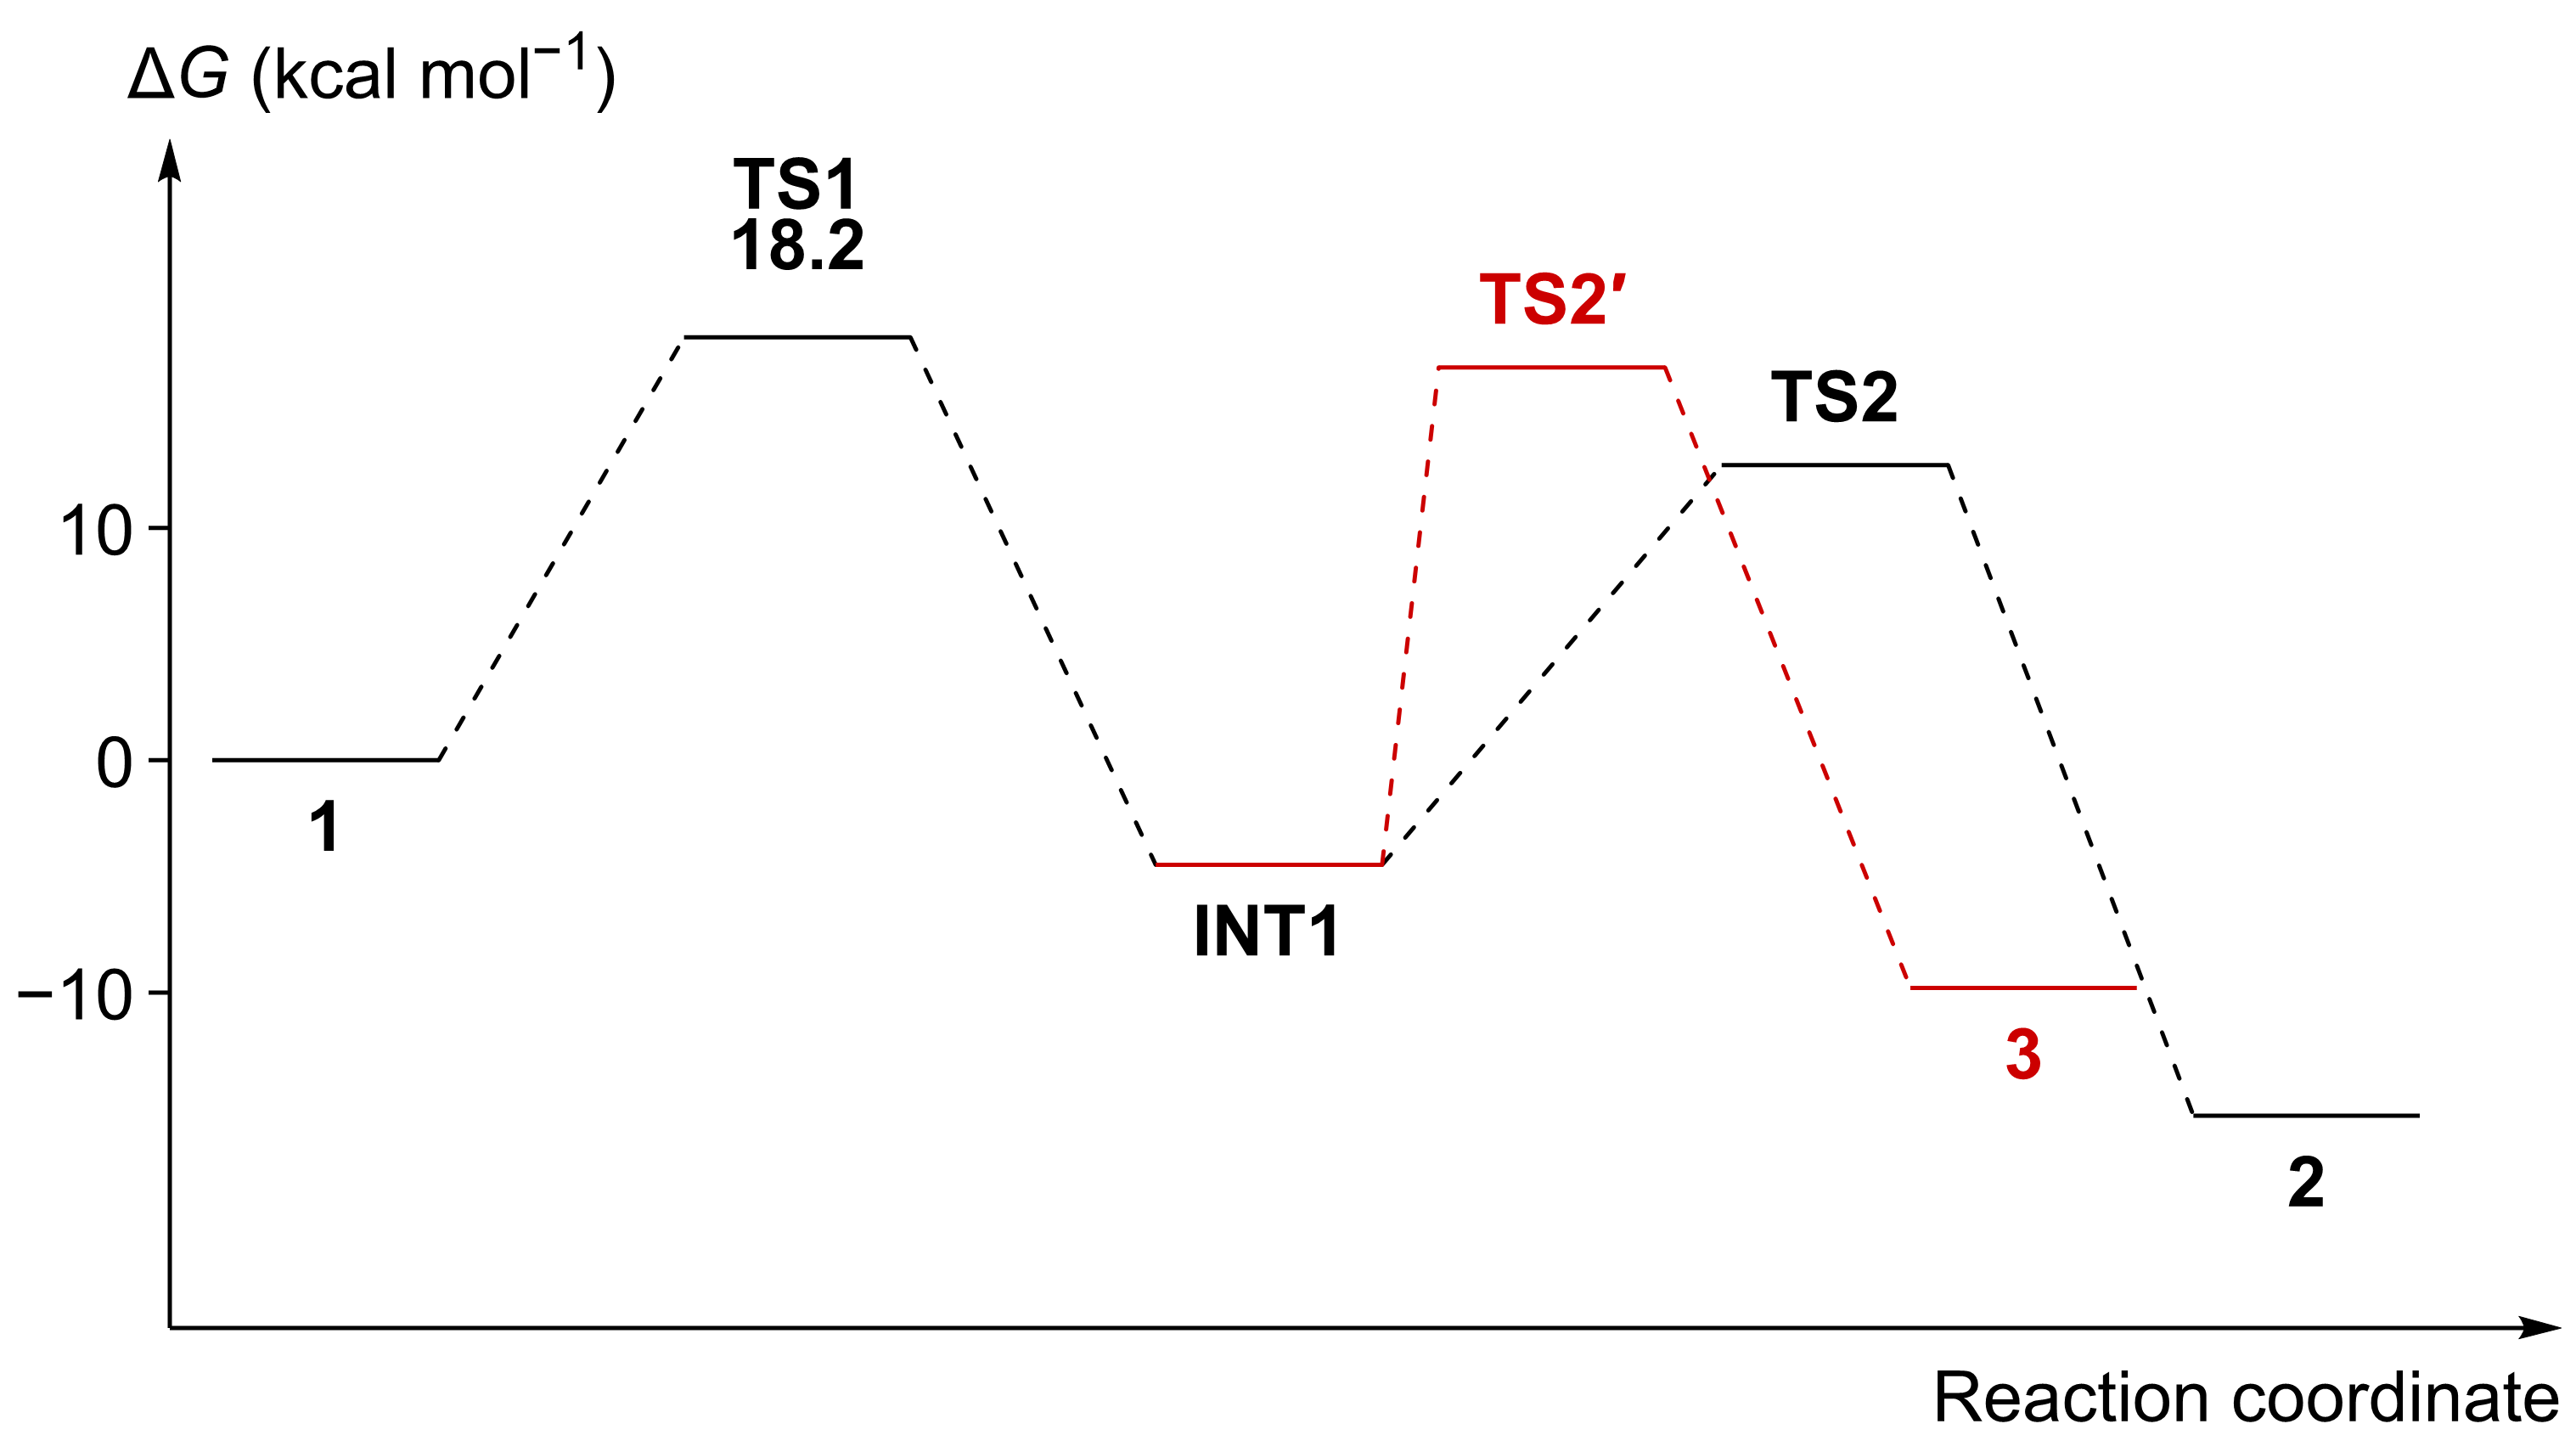 ΔG (kcal mol⁻¹)
TS1
18.2
TS2′
TS2
10
0
1
INT1
−10
3
2
Reaction coordinate